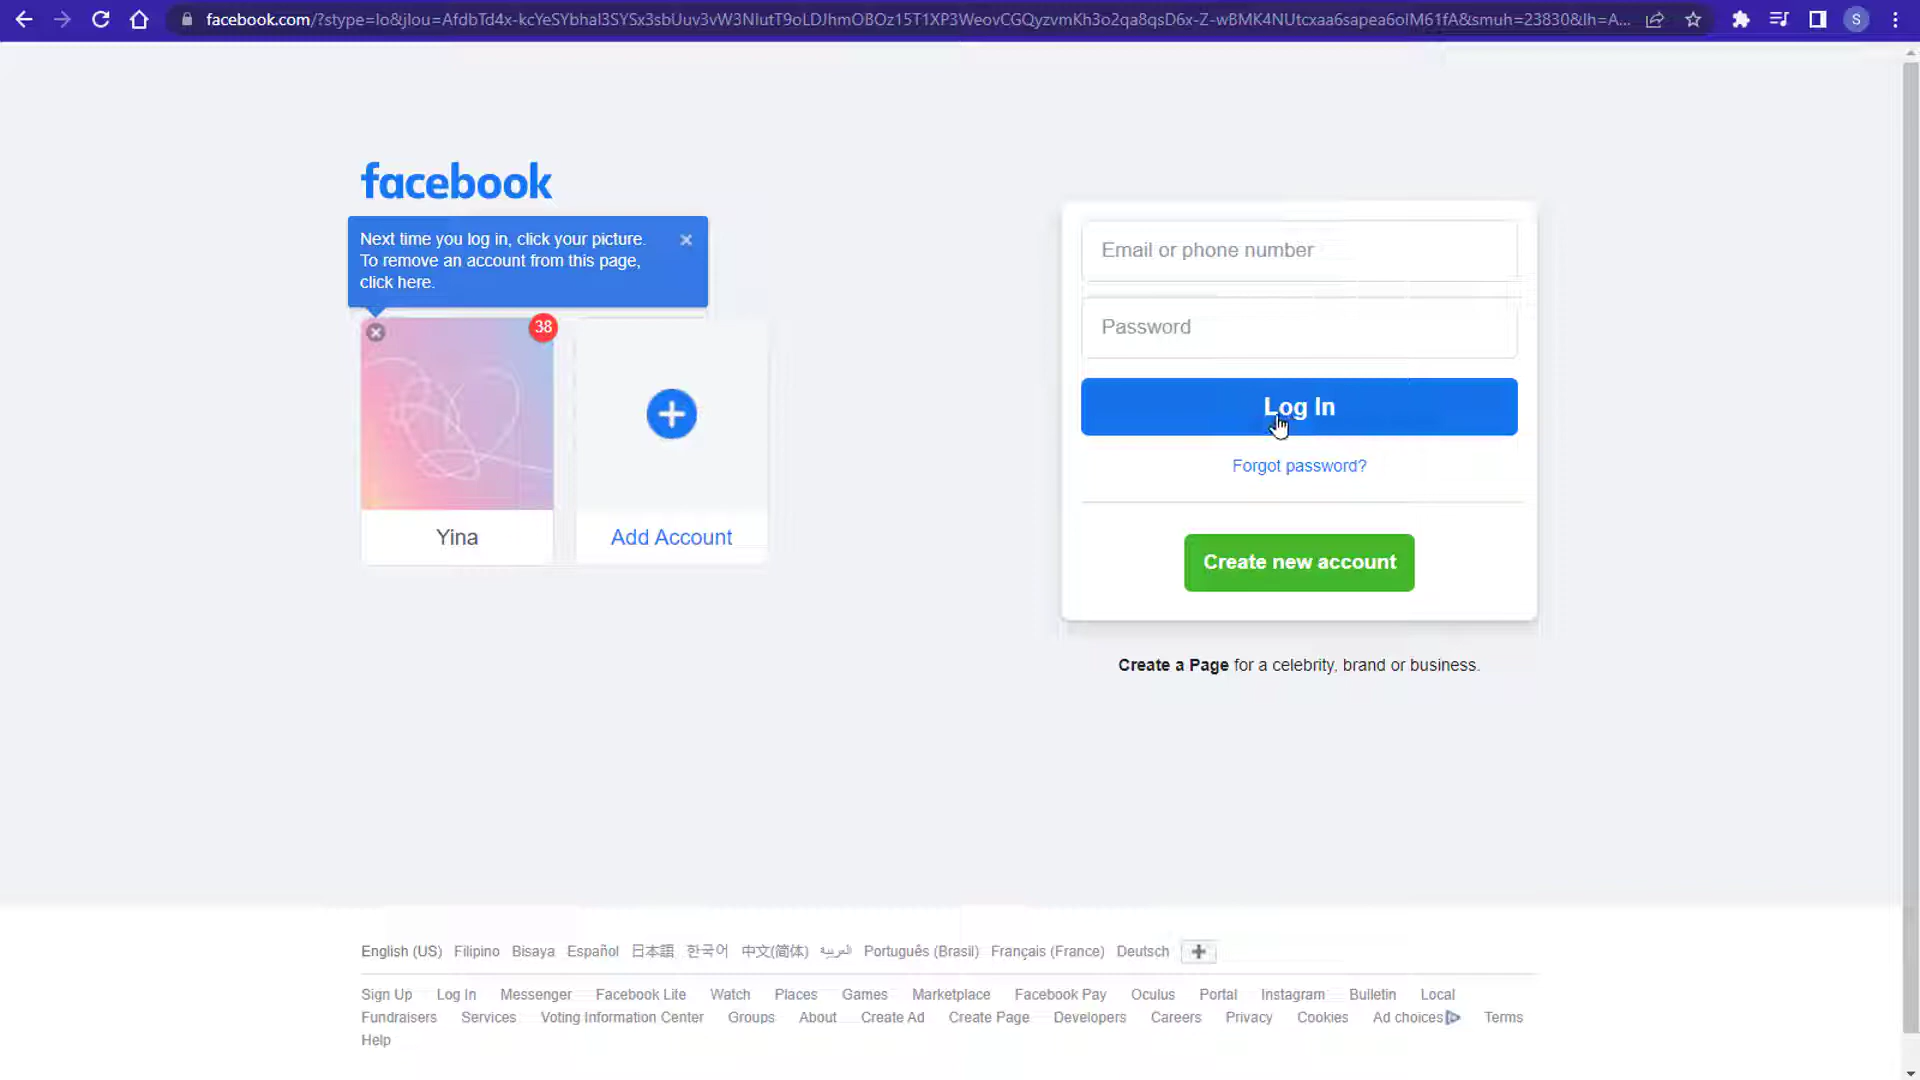 facebook.com/?stype=lo&jlou=AfdbTd4x-kcYeSYbhal3SYSx3sbUuv3vW3NIutT9oLDJhmOBOz15T1XP3WeovCGQyzvmKh3o2qa8qsD6x-Z-wBMK4NUtcxaa6sapea6oIM61fA&smuh=23830&lh=A...
S
facebook
Next time you log in, click your picture.
To remove an account from this page,
click here.
38
Yina
Add Account
Email or phone number
Password
Log In
Forgot password?
Create new account
Create a Page for a celebrity, brand or business.
English (US) Filipino Bisaya Español 日本語 한국어 中文(简体) العربية Português (Brasil) Français (France) Deutsch
Sign Up Log In Messenger Facebook Lite Watch Places Games Marketplace Facebook Pay Oculus Portal Instagram Bulletin Local
Fundraisers Services Voting Information Center Groups About Create Ad Create Page Developers Careers Privacy Cookies Ad choices Terms
Help